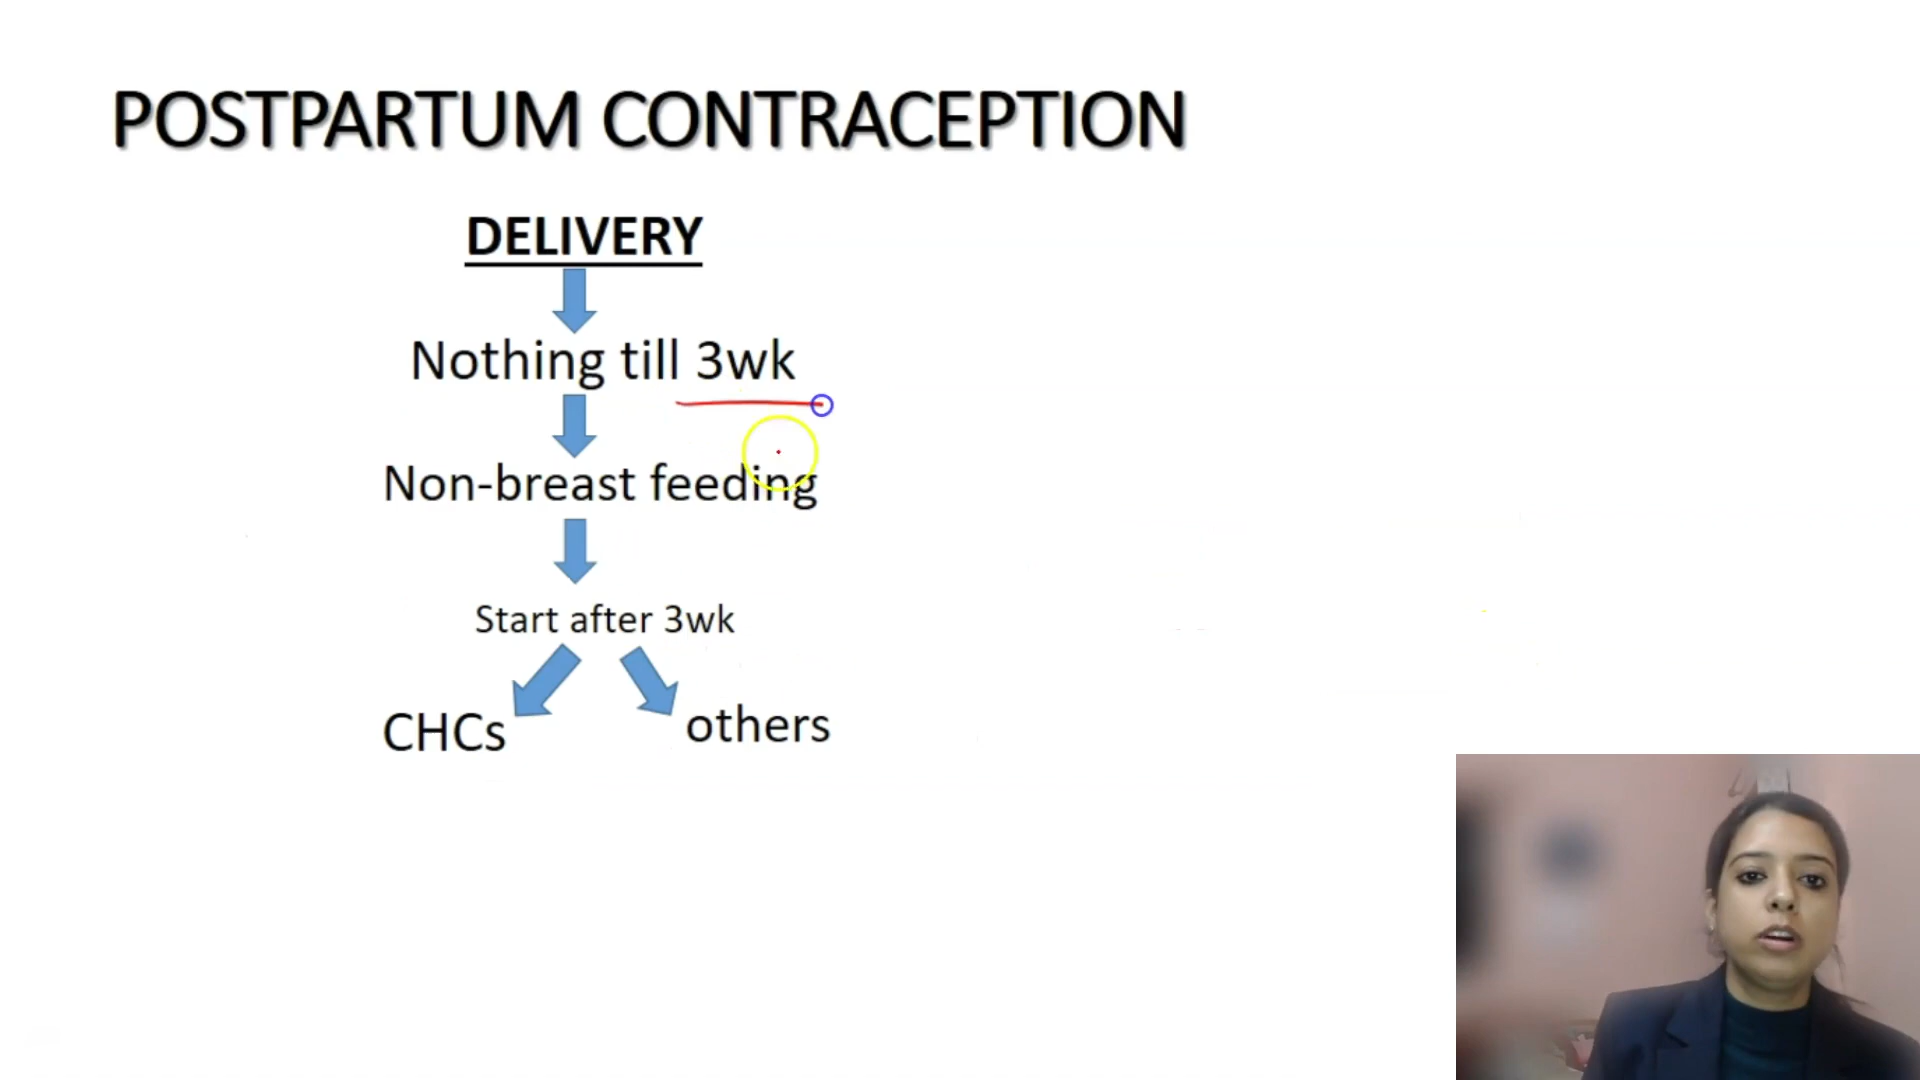 POSTPARTUM CONTRACEPTION
DELIVERY
Nothing till 3wk
Non-breast feeding
Start after 3wk
CHCs
others